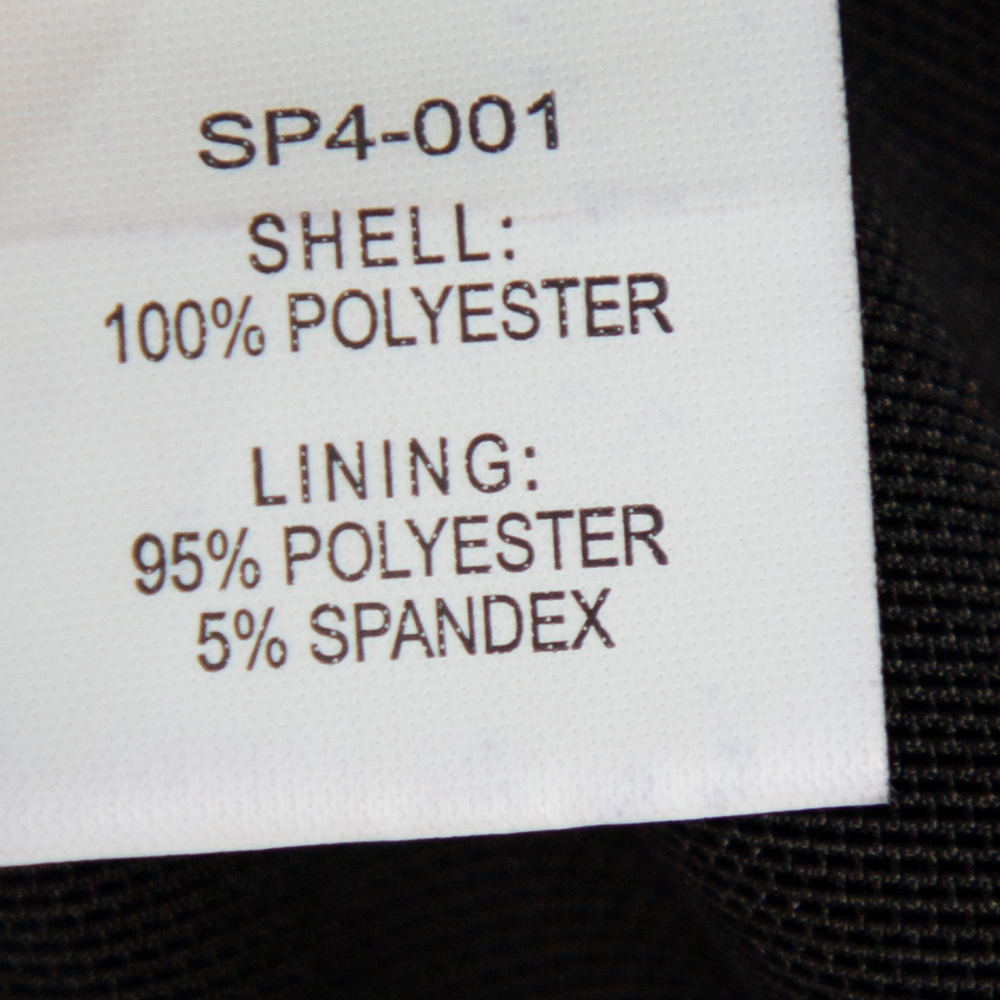 SP4-001
SHELL:
100% POLYESTER
LINING:
95% POLYESTER
5% SPANDEX